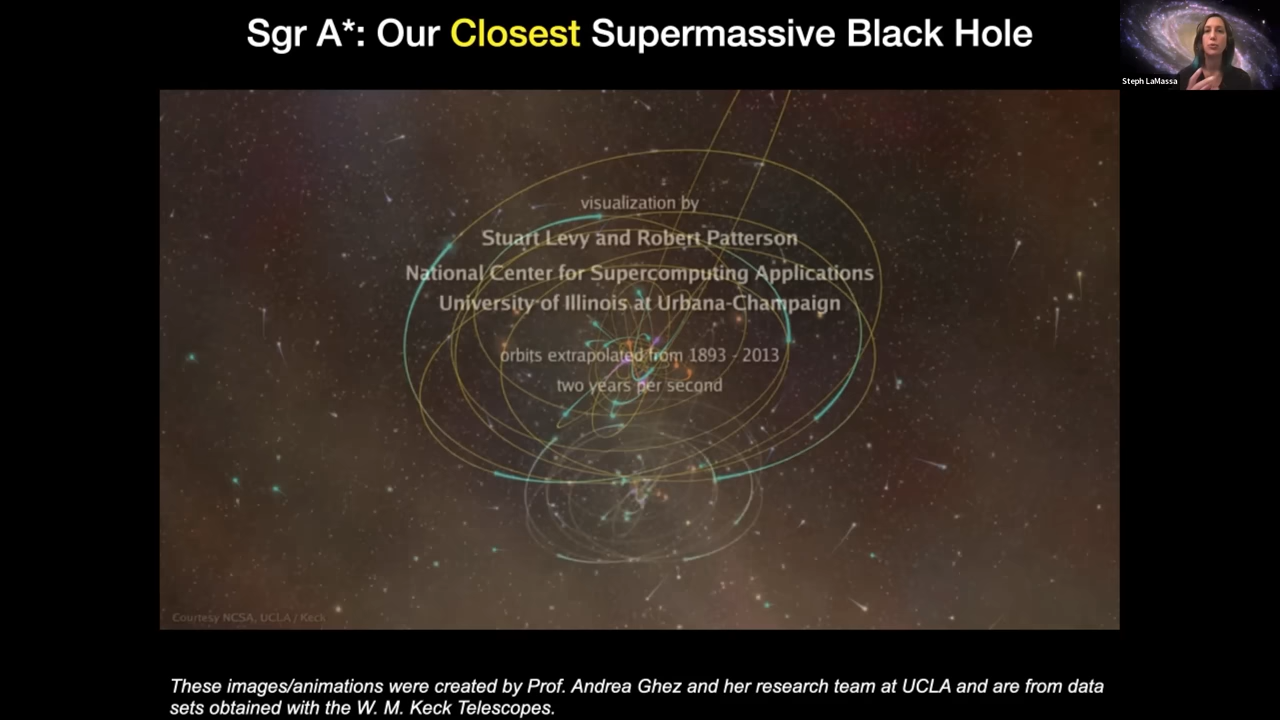 Sgr A*: Our Closest Supermassive Black Hole
Steph LaMassa
visualization by
Stuart Levy and Robert Patterson
National Center for Supercomputing Applications
University of Illinois at Urbana-Champaign
orbits extrapolated from 1893 - 2013
two years per second
Courtesy NCSA, UCLA / Keck
These images/animations were created by Prof. Andrea Ghez and her research team at UCLA and are from data
sets obtained with the W. M. Keck Telescopes.